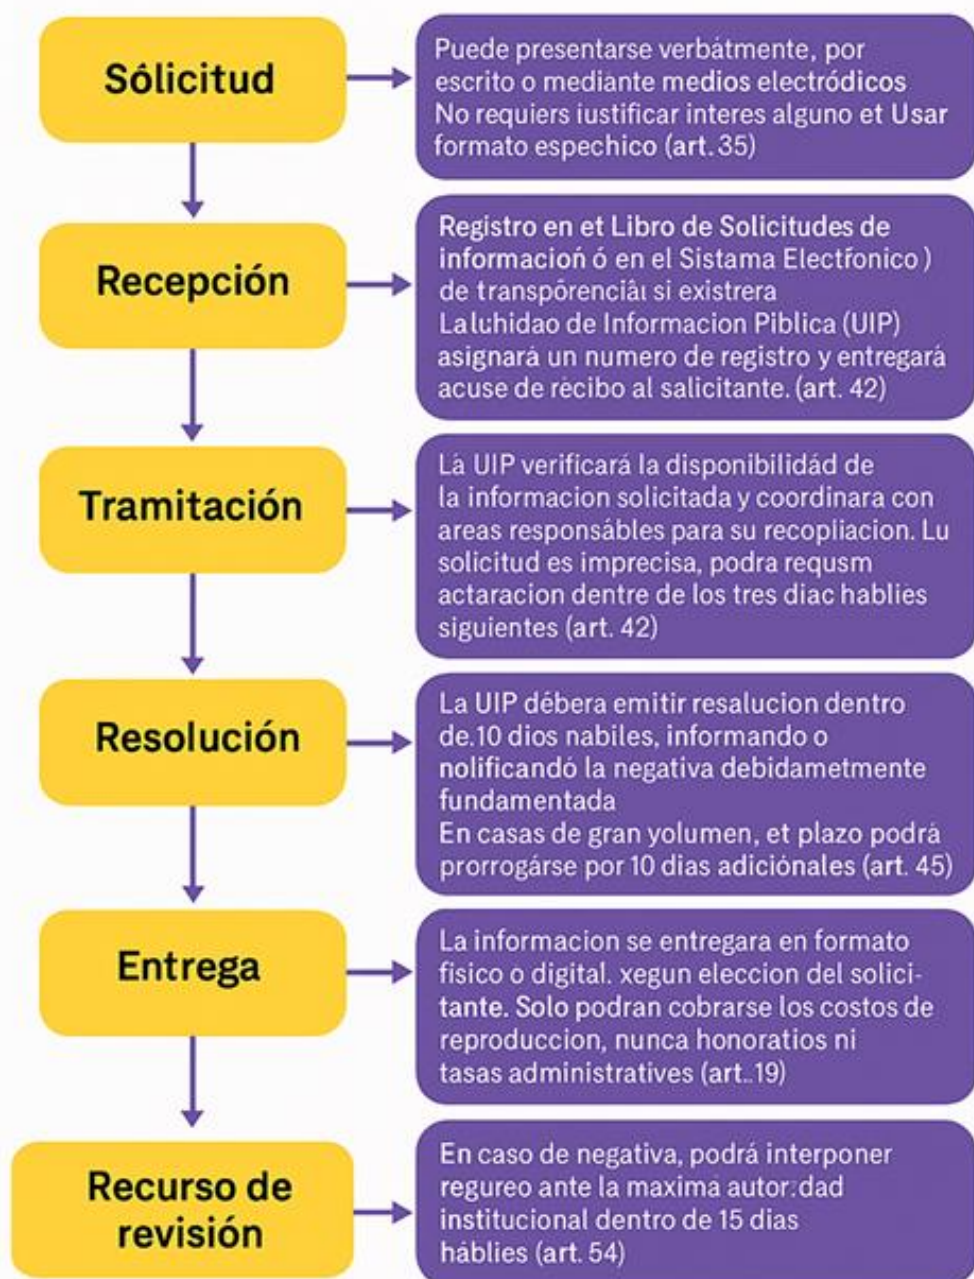 Sólicitud
Puede presentarse verbátmente, por
escrito o mediante medios electródicos
No requiers iustificar interes alguno et Usar
formato espechico (art. 35)
Recepción
Registro en et Libro de Solicitudes de
informacioń ó en el Sistama Electřonico )
de transpôrenciaı si existrera
Laluhidao de Informacion Piblica (UIP)
asignará un numero de registro y entregará
acuse de rècibo al salicitante. (art. 42)
Tramitación
Là UIP verificará la disponibilidád de
la informacion solicitada y coordinara con
areas responsábles para su recopliacion. Lu
solicitud es imprecisa, podra requsm
actaracion dentre de los tres diac hablies
siguientes (art. 42)
Resolución
La UIP débera emitir resalucion dentro
de.10 dios nabiles, informando o
nolificandó la negativa debidametmente
fundamentada
En casas de gran yolumen, et plazo podrá
prorrogárse por 10 dias adiciónales (art. 45)
Entrega
La informacion se entregara en formato
fisico o digital. xegun eleccion del solici-
tante. Solo podran cobrarse los costos de
reproduccion, nunca honoratios ni
tasas administratives (art..19)
Recurso de
revisión
En caso de negativa, podrá interponer
regureo ante la maxima autor:dad
institucional dentro de 15 dias
háblies (art. 54)